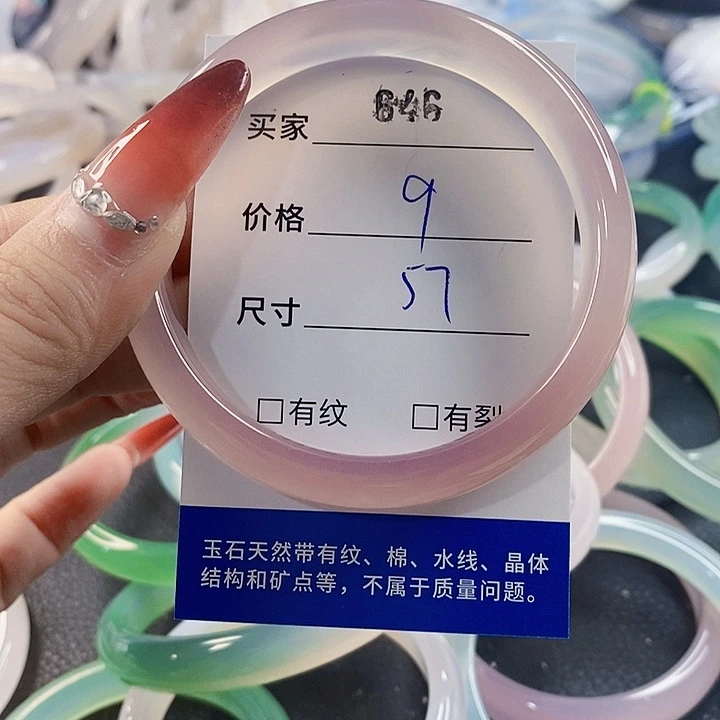 买家 646
价格 9
尺寸 57
□有纹 □有裂
玉石天然带有纹、棉、水线、晶体
结构和矿点等，不属于质量问题。